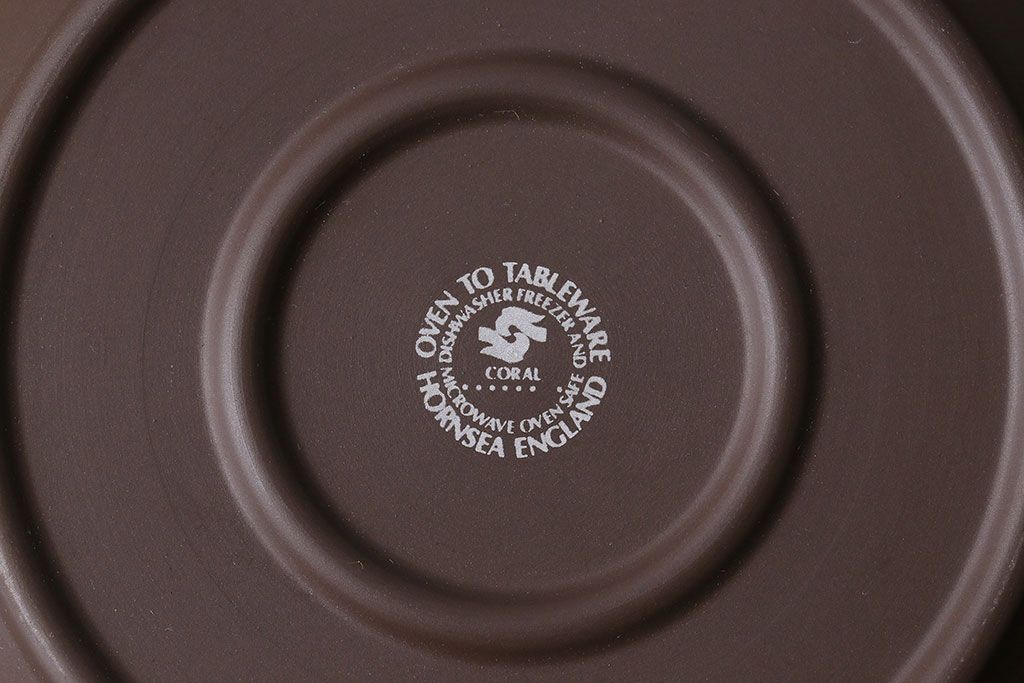 OVEN TO TABLEWARE
DISHWASHER FREEZER AND
CORAL
MICROWAVE OVEN SAFE
HORNSEA ENGLAND